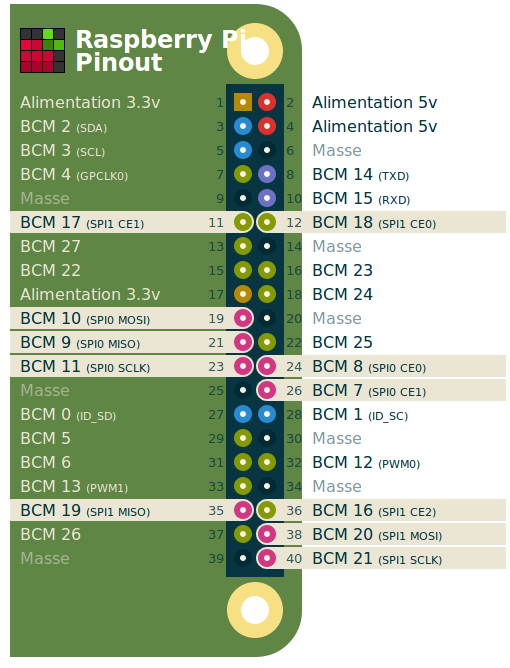 Raspberry Pi
Pinout
Alimentation 3.3v 1 2 Alimentation 5v
BCM 2 (SDA) 3 4 Alimentation 5v
BCM 3 (SCL) 5 6 Masse
BCM 4 (GPCLK0) 7 8 BCM 14 (TXD)
Masse 9 10 BCM 15 (RXD)
BCM 17 (SPI1 CE1) 11 12 BCM 18 (SPI1 CE0)
BCM 27 13 14 Masse
BCM 22 15 16 BCM 23
Alimentation 3.3v 17 18 BCM 24
BCM 10 (SPI0 MOSI) 19 20 Masse
BCM 9 (SPI0 MISO) 21 22 BCM 25
BCM 11 (SPI0 SCLK) 23 24 BCM 8 (SPI0 CE0)
Masse 25 26 BCM 7 (SPI0 CE1)
BCM 0 (ID_SD) 27 28 BCM 1 (ID_SC)
BCM 5 29 30 Masse
BCM 6 31 32 BCM 12 (PWM0)
BCM 13 (PWM1) 33 34 Masse
BCM 19 (SPI1 MISO) 35 36 BCM 16 (SPI1 CE2)
BCM 26 37 38 BCM 20 (SPI1 MOSI)
Masse 39 40 BCM 21 (SPI1 SCLK)